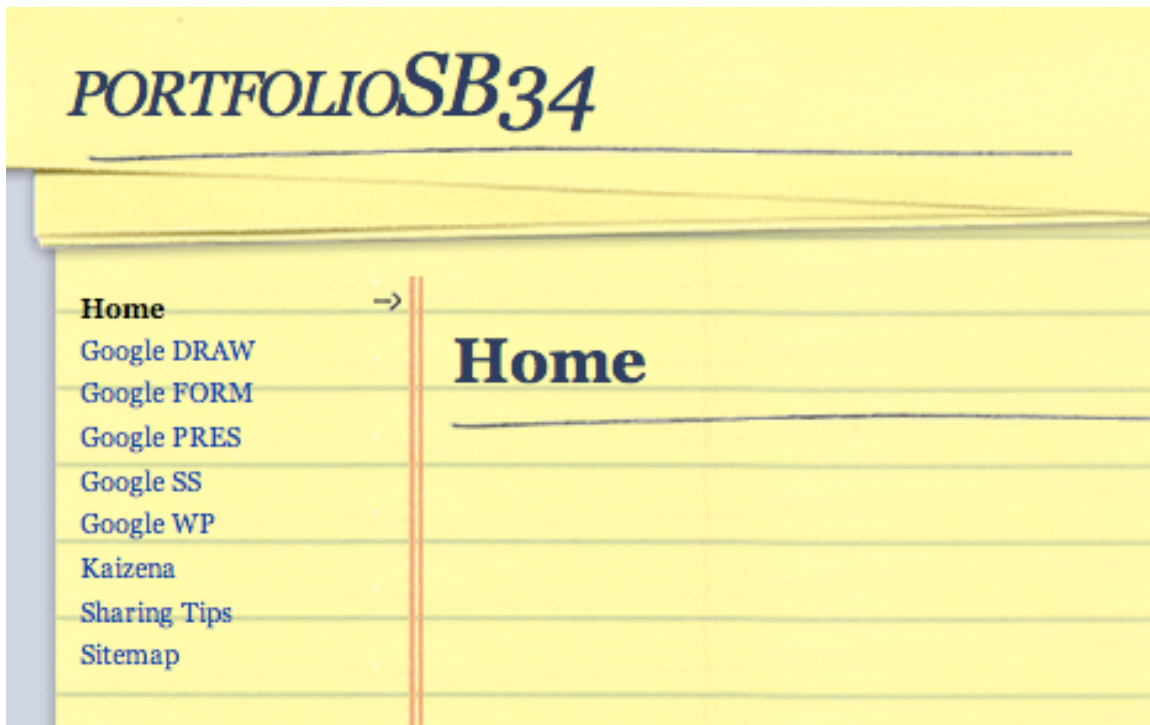 PORTFOLIOSB34
Home
Google DRAW
Google FORM
Google PRES
Google SS
Google WP
Kaizena
Sharing Tips
Sitemap
Home